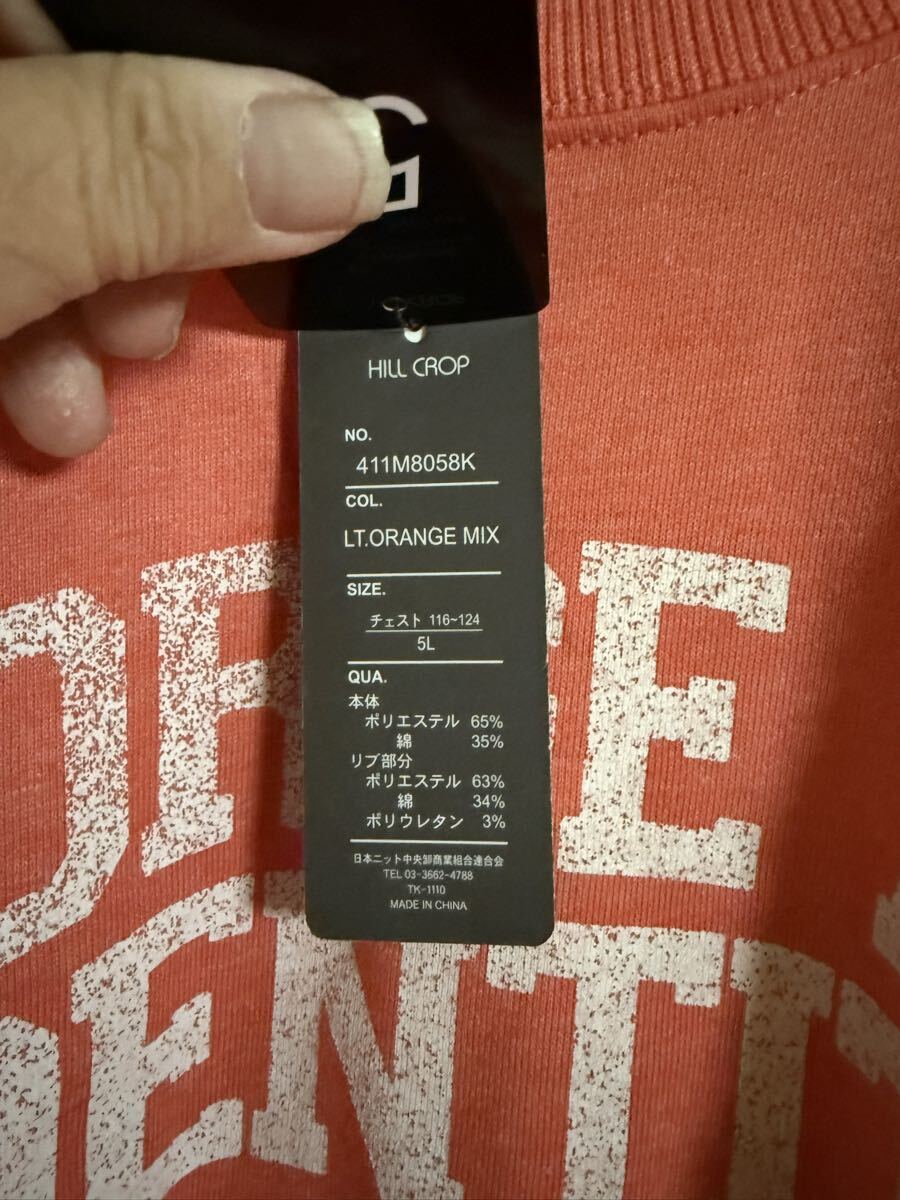 HILL CROP
NO.
411M8058K
COL.
LT.ORANGE MIX
SIZE.
チェスト 116~124
5L
QUA.
本体
ポリエステル 65%
綿 35%
リブ部分
ポリエステル 63%
綿 34%
ポリウレタン 3%
日本ニット中央卸商業組合連合会
TEL 03-3662-4788
TK-1110
MADE IN CHINA